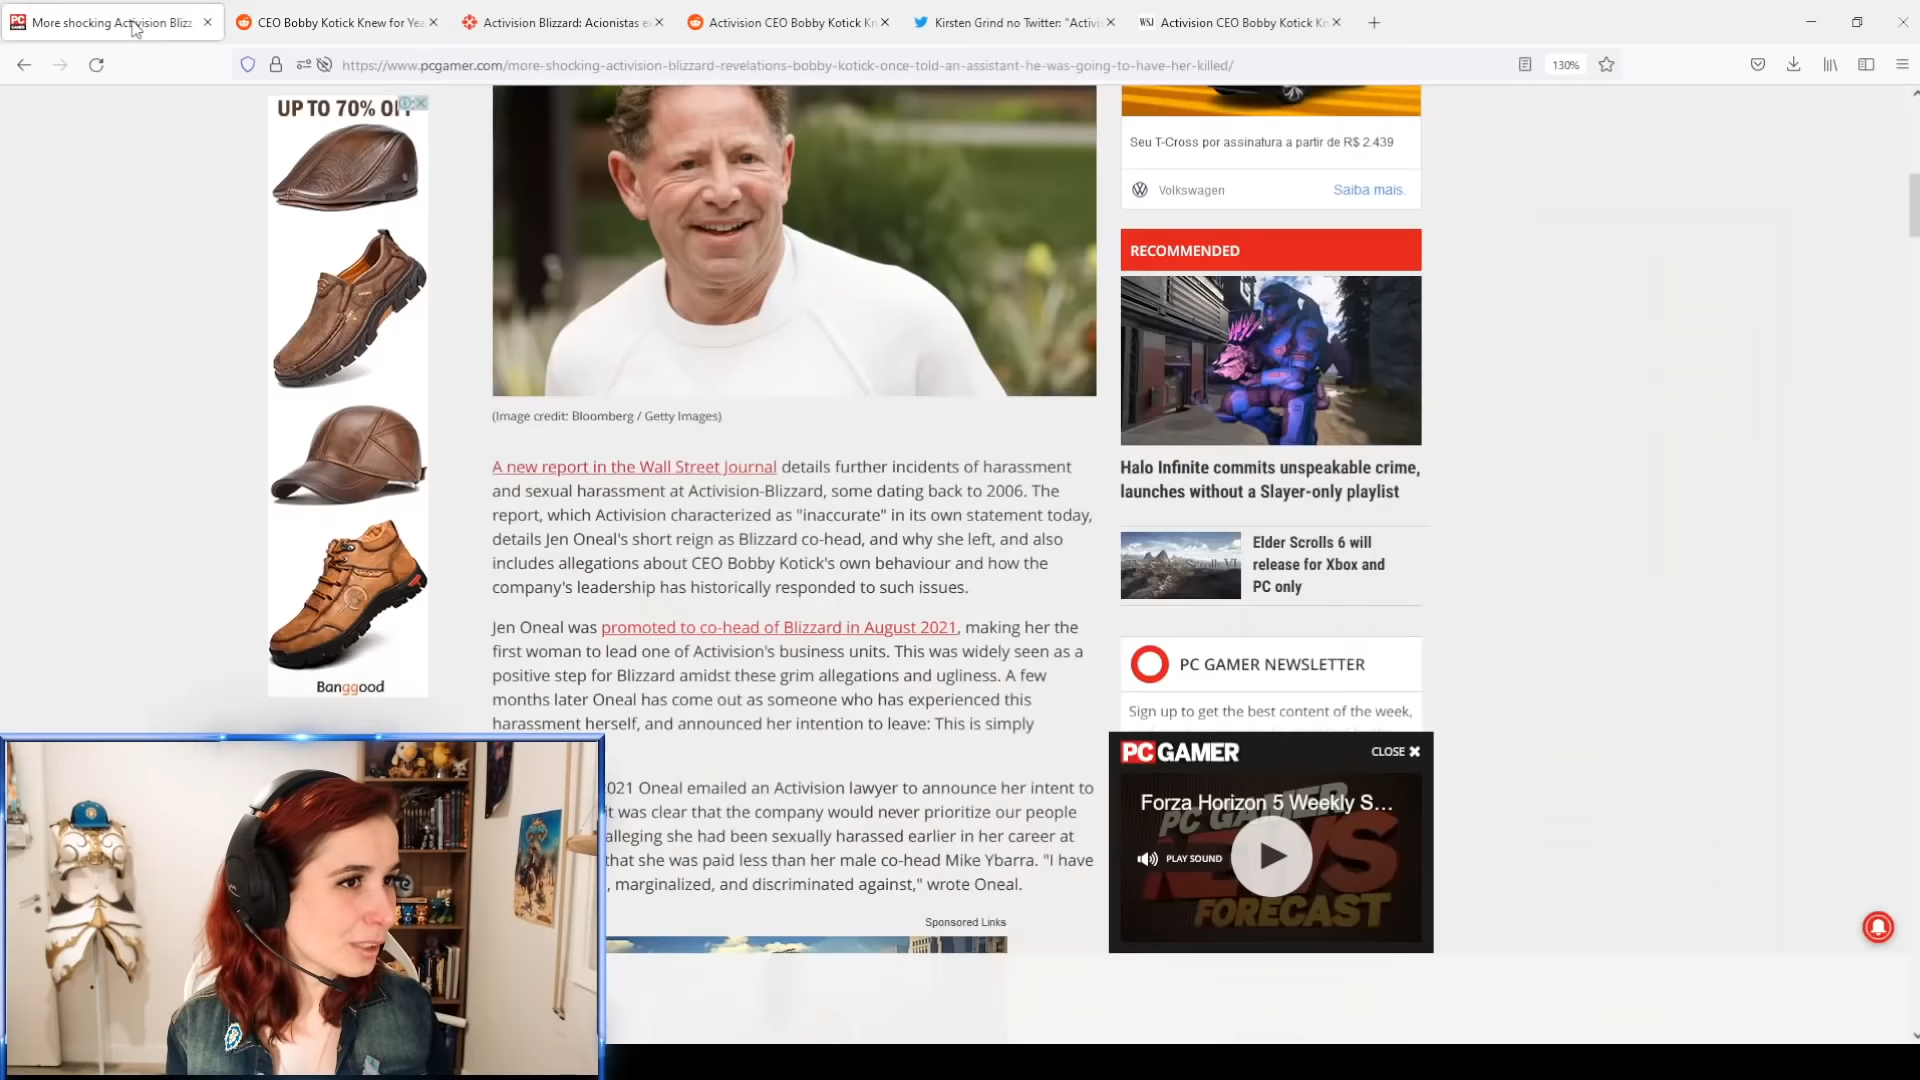 More shocking Activision Blizz
CEO Bobby Kotick Knew for Yea
Activision Blizzard: Acionistas e
Activision CEO Bobby Kotick Kn
Kirsten Grind no Twitter: "Activis
WSJ
Activision CEO Bobby Kotick Kn
https://www.pcgamer.com/more-shocking-activision-blizzard-revelations-bobby-kotick-once-told-an-assistant-he-was-going-to-have-her-killed/
130%
UP TO 70% OFF
Banggood
(Image credit: Bloomberg / Getty Images)
A new report in the Wall Street Journal details further incidents of harassment
and sexual harassment at Activision-Blizzard, some dating back to 2006. The
report, which Activision characterized as "inaccurate" in its own statement today,
details Jen Oneal's short reign as Blizzard co-head, and why she left, and also
includes allegations about CEO Bobby Kotick's own behaviour and how the
company's leadership has historically responded to such issues.
Jen Oneal was promoted to co-head of Blizzard in August 2021, making her the
first woman to lead one of Activision's business units. This was widely seen as a
positive step for Blizzard amidst these grim allegations and ugliness. A few
months later Oneal has come out as someone who has experienced this
harassment herself, and announced her intention to leave: This is simply
021 Oneal emailed an Activision lawyer to announce her intent to
t was clear that the company would never prioritize our people
alleging she had been sexually harassed earlier in her career at
that she was paid less than her male co-head Mike Ybarra. "I have
, marginalized, and discriminated against," wrote Oneal.
Sponsored Links
Seu T-Cross por assinatura a partir de R$ 2.439
Volkswagen
Saiba mais.
RECOMMENDED
Halo Infinite commits unspeakable crime,
launches without a Slayer-only playlist
Elder Scrolls 6 will
release for Xbox and
PC only
PC GAMER NEWSLETTER
Sign up to get the best content of the week,
PC GAMER
CLOSE
Forza Horizon 5 Weekly S...
PC GAMER
NEWS
FORECAST
PLAY SOUND